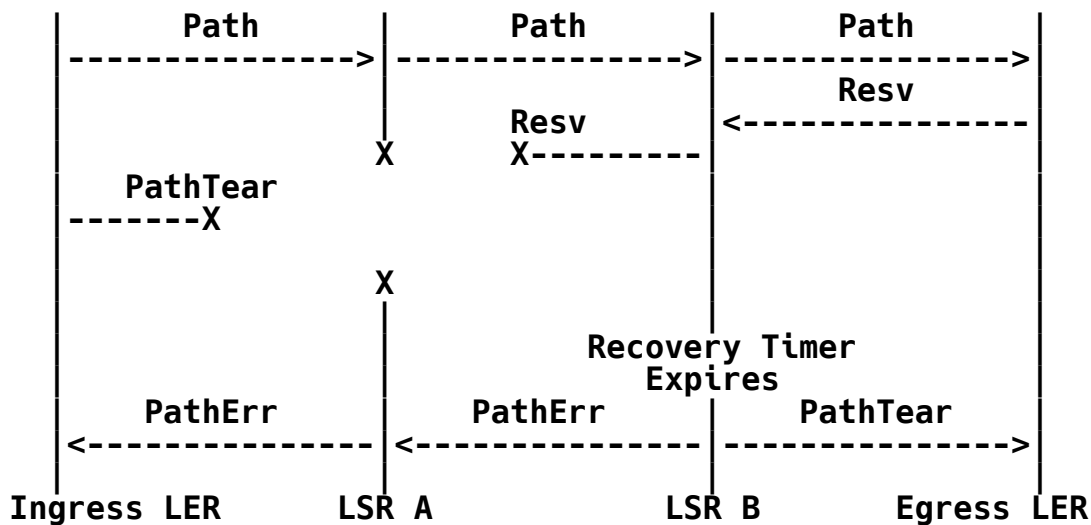 Path Path Path
Resv
Resv
X X
PathTear
X
X
Recovery Timer
Expires
PathErr PathErr PathTear
Ingress LER LSR A LSR B Egress LER